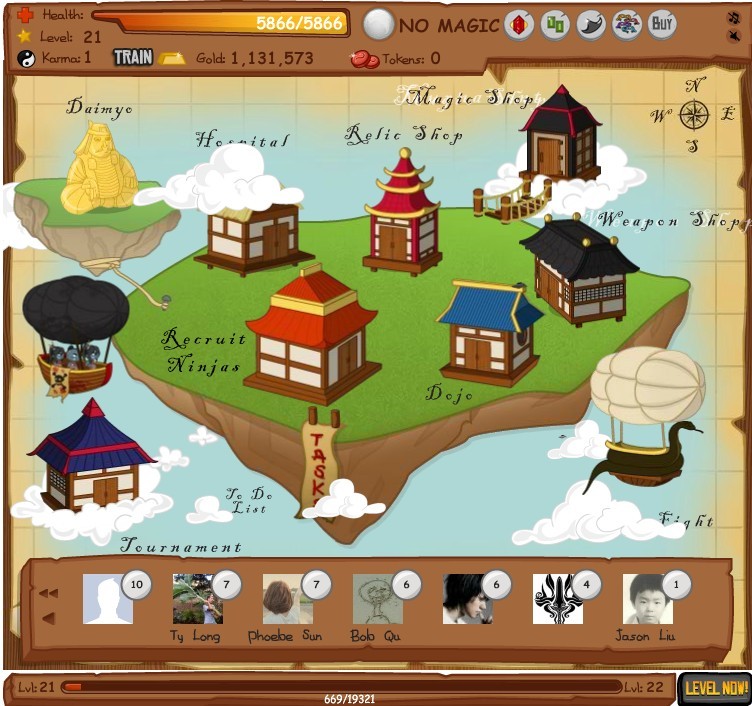 Health: 5866/5866 NO MAGIC BUY
Level: 21
Karma: 1 TRAIN Gold: 1,131,573 Tokens: 0
Daimyo
Hospital
Relic Shop
Magic Shop
N
W E
S
Weapon Shop
Recruit
Ninjas
Dojo
TASK
To Do
List
Fight
Tournament
10 7 7 6 6 4 1
Ty Long Phoebe Sun Bob Qu Jason Liu
Lvl: 21 Lvl: 22 LEVEL NOW!
669/19321